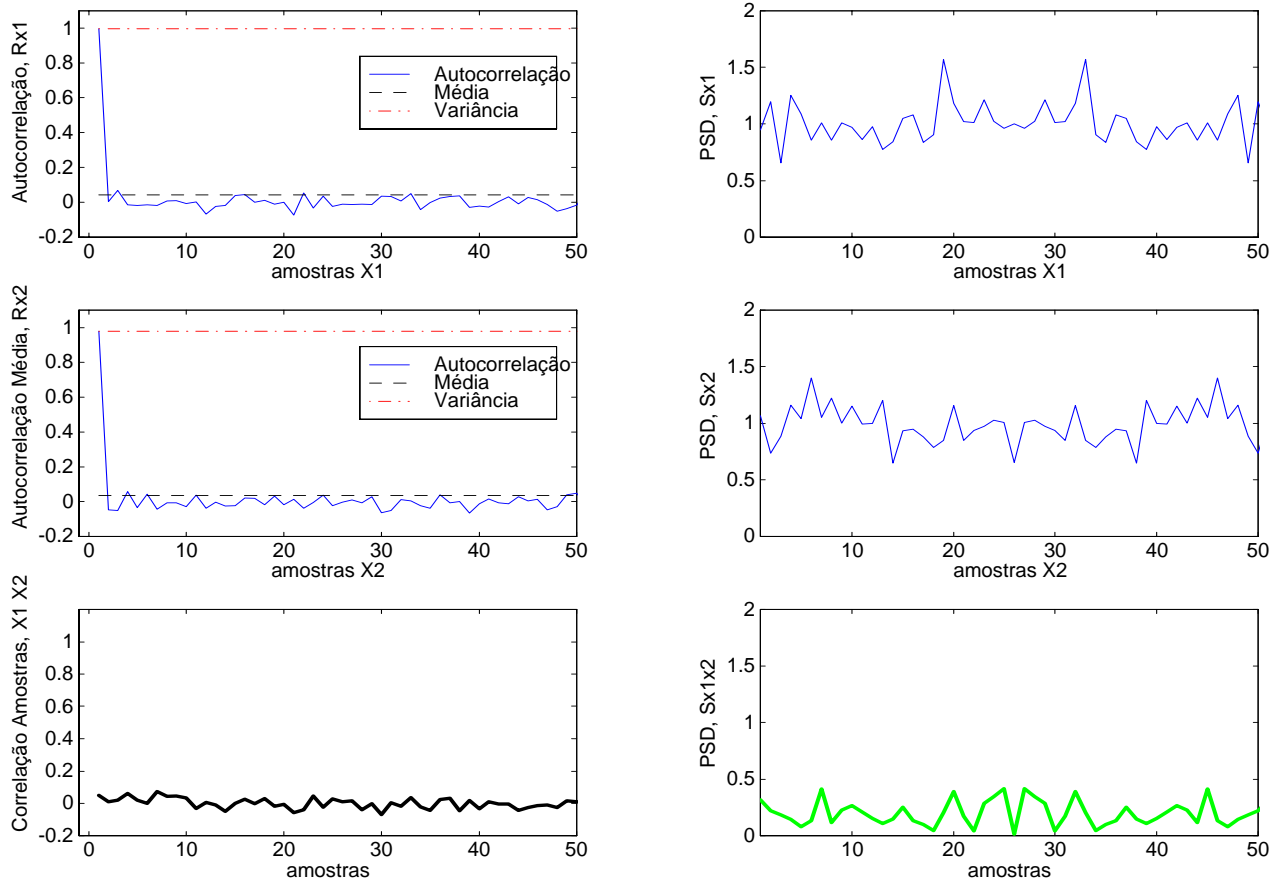 Autocorrelação, Rx1
1
0.8
0.6
0.4
0.2
0
-0.2
0 10 20 30 40 50
amostras X1
Autocorrelação
Média
Variância
PSD, Sx1
2
1.5
1
0.5
0
10 20 30 40 50
amostras X1
Autocorrelação Média, Rx2
1
0.8
0.6
0.4
0.2
0
-0.2
0 10 20 30 40 50
amostras X2
Autocorrelação
Média
Variância
PSD, Sx2
2
1.5
1
0.5
0
10 20 30 40 50
amostras X2
Correlação Amostras, X1 X2
1
0.8
0.6
0.4
0.2
0
-0.2
0 10 20 30 40 50
amostras
PSD, Sx1x2
2
1.5
1
0.5
0
10 20 30 40 50
amostras